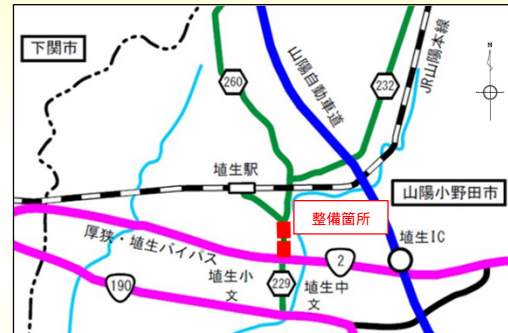 下関市
260
山陽自動車道
232
JR山陽本線
N
埴生駅
山陽小野田市
整備箇所
埴生IC
厚狭・埴生バイパス
2
190
埴生小
文
229
埴生中
文